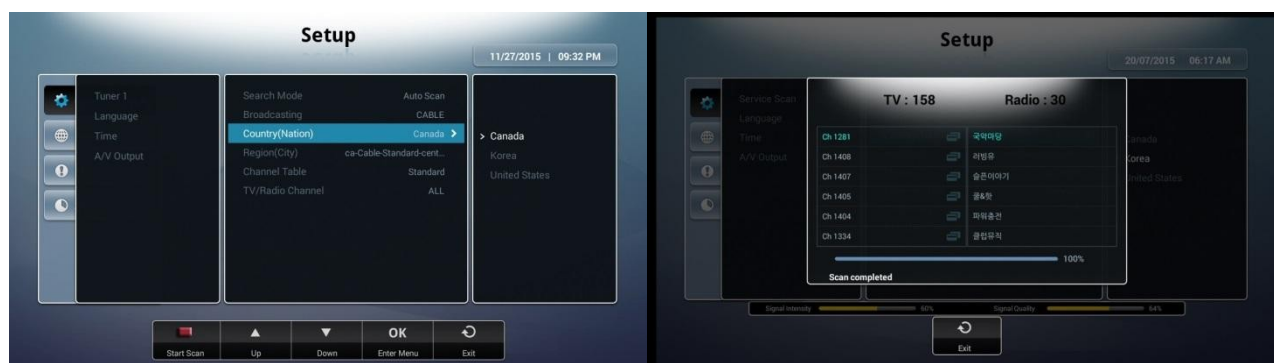 Setup
11/27/2015 | 09:32 PM
Tuner 1
Language
Time
A/V Output
Search Mode Auto Scan
Broadcasting CABLE
Country(Nation) Canada >
Region(City) ca-Cable-Standard-cent...
Channel Table Standard
TV/Radio Channel ALL
> Canada
Korea
United States
Start Scan
Up
Down
OK
Enter Menu
Exit
Setup
20/07/2015 06:17 AM
Service Scan
Language
Time
A/V Output
TV : 158 Radio : 30
Ch 1281 국악마당
Ch 1408 러빙유
Ch 1407 슬픈이야기
Ch 1405 쿨&핫
Ch 1404 파워충전
Ch 1334 클럽뮤직
100%
Scan completed
Canada
Korea
United States
Signal Intensity 60% Signal Quality 64%
Exit